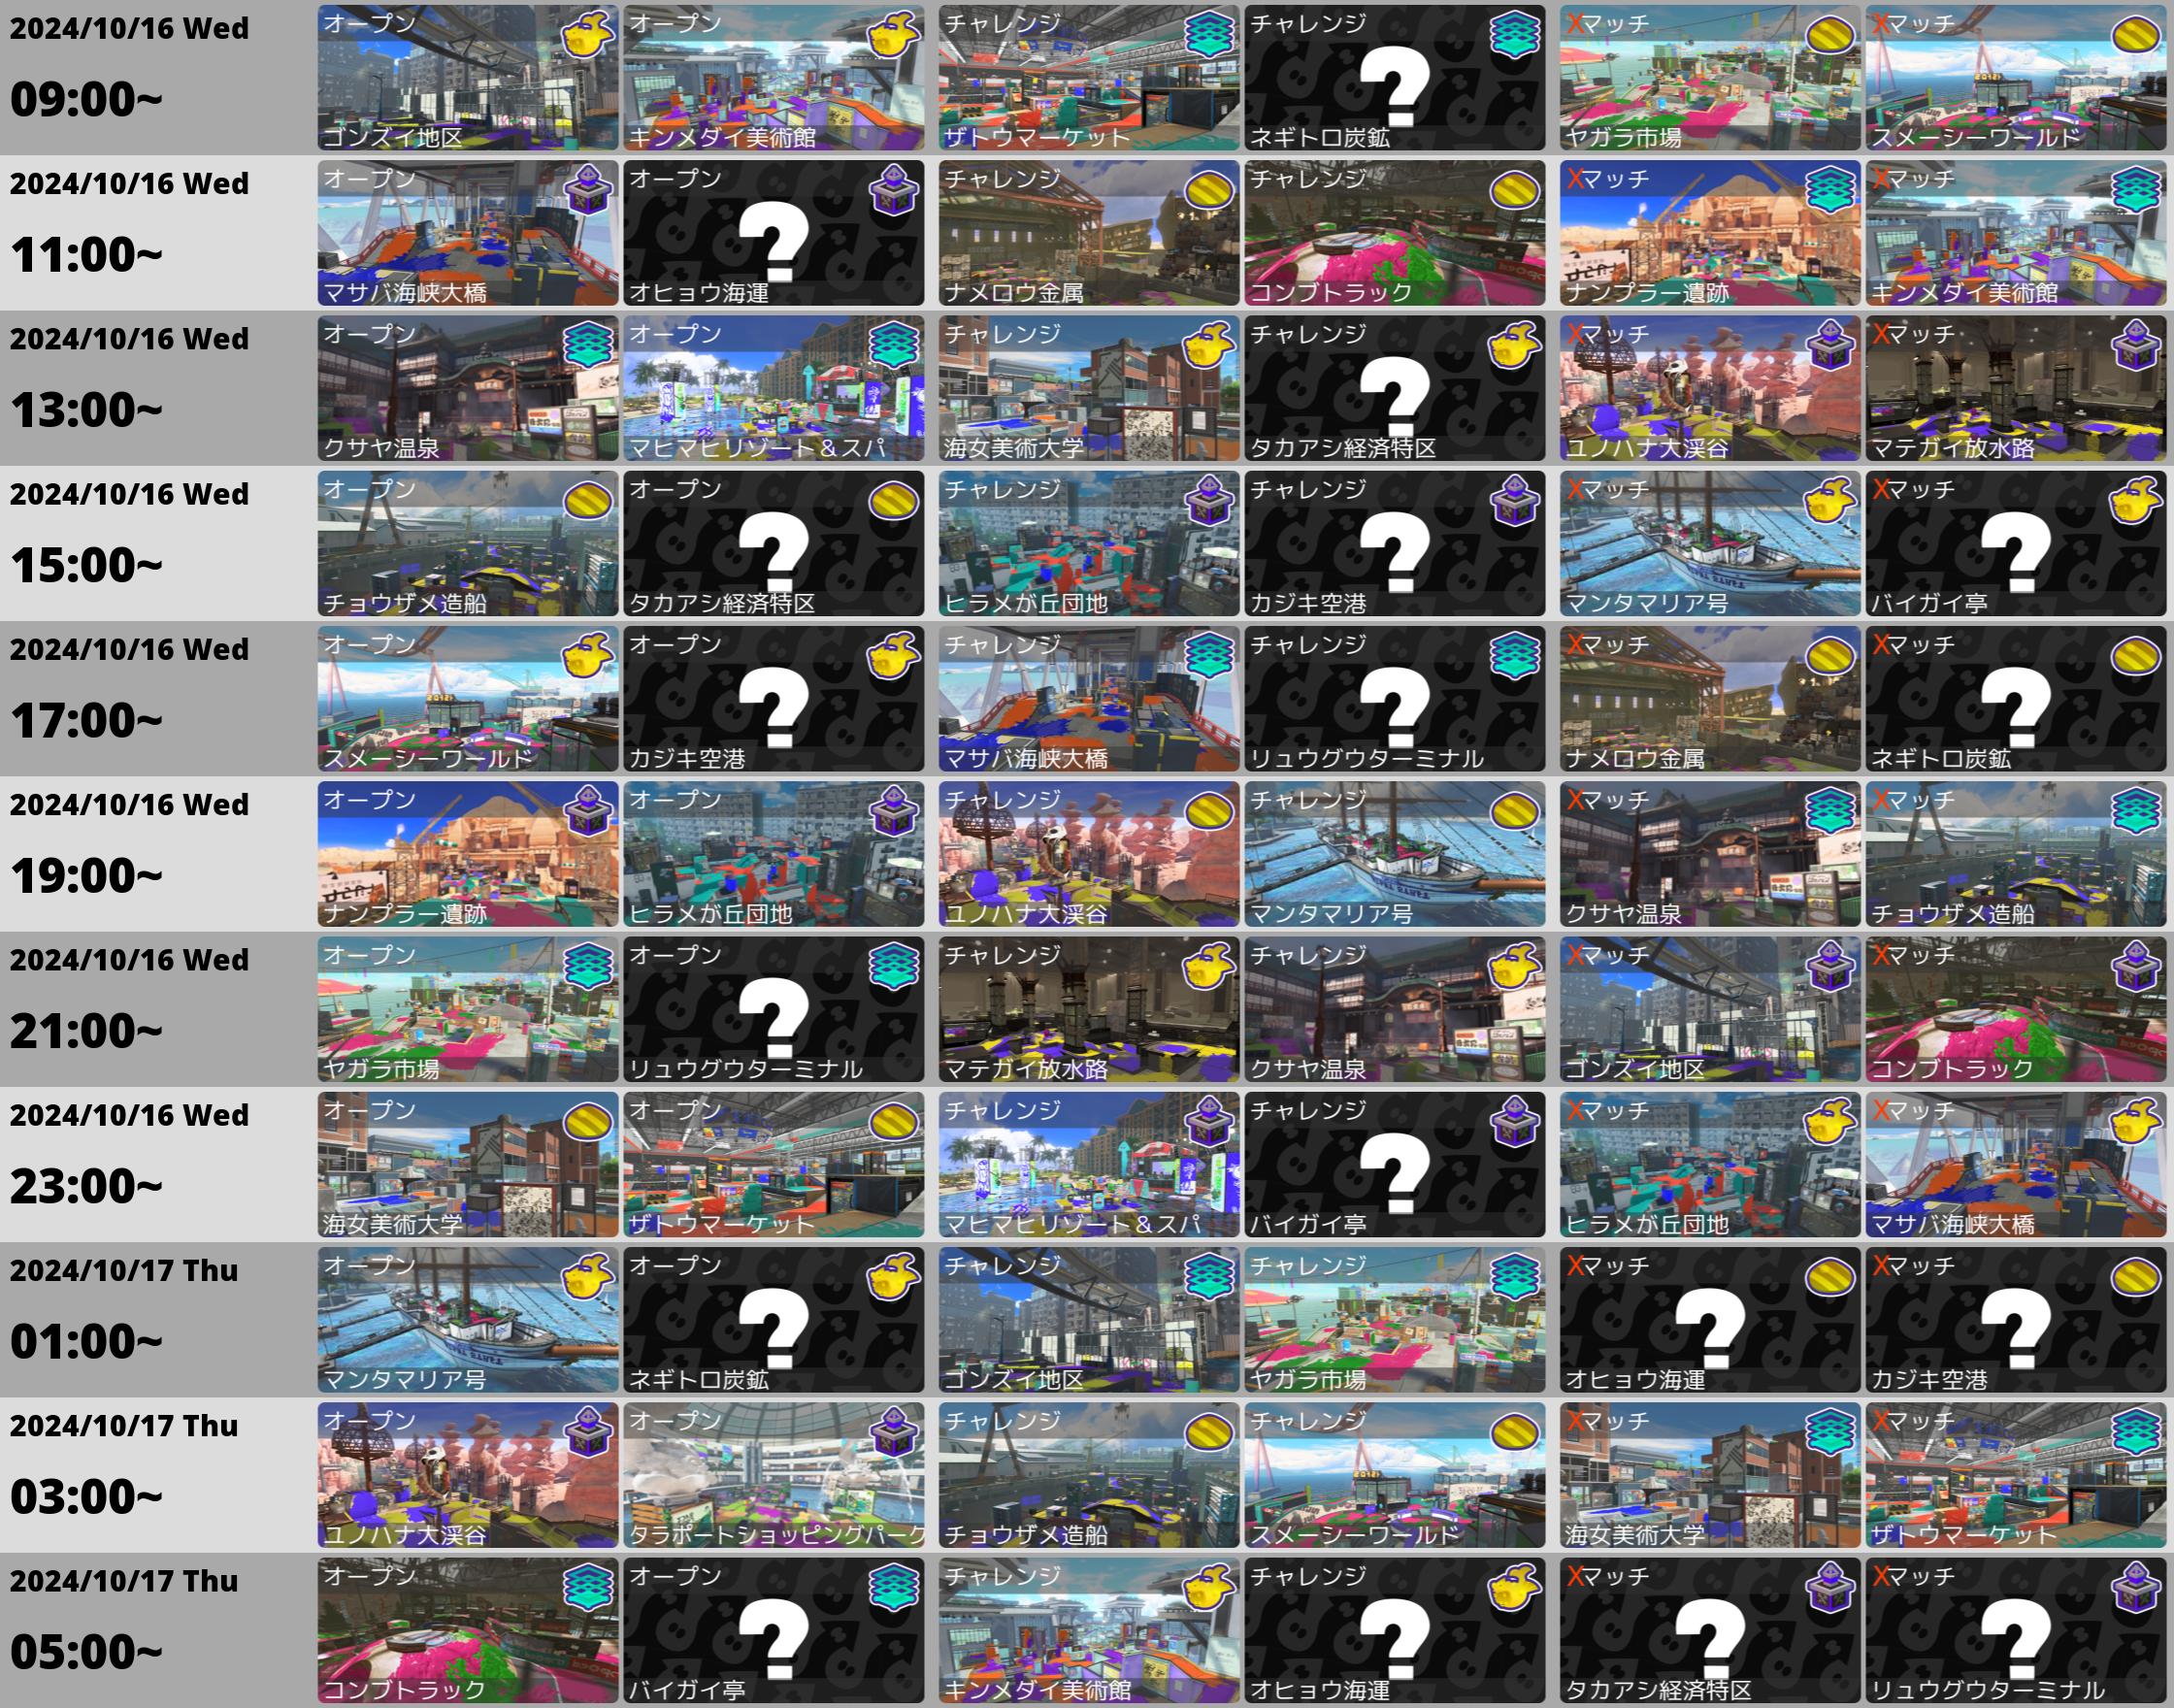 2024/10/16 Wed
09:00~
オープン
ゴンズイ地区
オープン
キンメダイ美術館
チャレンジ
ザトウマーケット
チャレンジ
ネギトロ炭鉱
Xマッチ
ヤガラ市場
Xマッチ
スメーシーワールド
2024/10/16 Wed
11:00~
オープン
マサバ海峡大橋
オープン
オヒョウ海運
チャレンジ
ナメロウ金属
チャレンジ
コンブトラック
Xマッチ
ナンプラー遺跡
Xマッチ
キンメダイ美術館
2024/10/16 Wed
13:00~
オープン
クサヤ温泉
オープン
マヒマヒリゾート＆スパ
チャレンジ
海女美術大学
チャレンジ
タカアシ経済特区
Xマッチ
ユノハナ大渓谷
Xマッチ
マテガイ放水路
2024/10/16 Wed
15:00~
オープン
チョウザメ造船
オープン
タカアシ経済特区
チャレンジ
ヒラメが丘団地
チャレンジ
カジキ空港
Xマッチ
マンタマリア号
Xマッチ
バイガイ亭
2024/10/16 Wed
17:00~
オープン
スメーシーワールド
オープン
カジキ空港
チャレンジ
マサバ海峡大橋
チャレンジ
リュウグウターミナル
Xマッチ
ナメロウ金属
Xマッチ
ネギトロ炭鉱
2024/10/16 Wed
19:00~
オープン
ナンプラー遺跡
オープン
ヒラメが丘団地
チャレンジ
ユノハナ大渓谷
チャレンジ
マンタマリア号
Xマッチ
クサヤ温泉
Xマッチ
チョウザメ造船
2024/10/16 Wed
21:00~
オープン
ヤガラ市場
オープン
リュウグウターミナル
チャレンジ
マテガイ放水路
チャレンジ
クサヤ温泉
Xマッチ
ゴンズイ地区
Xマッチ
コンブトラック
2024/10/16 Wed
23:00~
オープン
海女美術大学
オープン
ザトウマーケット
チャレンジ
マヒマヒリゾート＆スパ
チャレンジ
バイガイ亭
Xマッチ
ヒラメが丘団地
Xマッチ
マサバ海峡大橋
2024/10/17 Thu
01:00~
オープン
マンタマリア号
オープン
ネギトロ炭鉱
チャレンジ
ゴンズイ地区
チャレンジ
ヤガラ市場
Xマッチ
オヒョウ海運
Xマッチ
カジキ空港
2024/10/17 Thu
03:00~
オープン
ユノハナ大渓谷
オープン
タラポートショッピングパーク
チャレンジ
チョウザメ造船
チャレンジ
スメーシーワールド
Xマッチ
海女美術大学
Xマッチ
ザトウマーケット
2024/10/17 Thu
05:00~
オープン
コンブトラック
オープン
バイガイ亭
チャレンジ
キンメダイ美術館
チャレンジ
オヒョウ海運
Xマッチ
タカアシ経済特区
Xマッチ
リュウグウターミナル